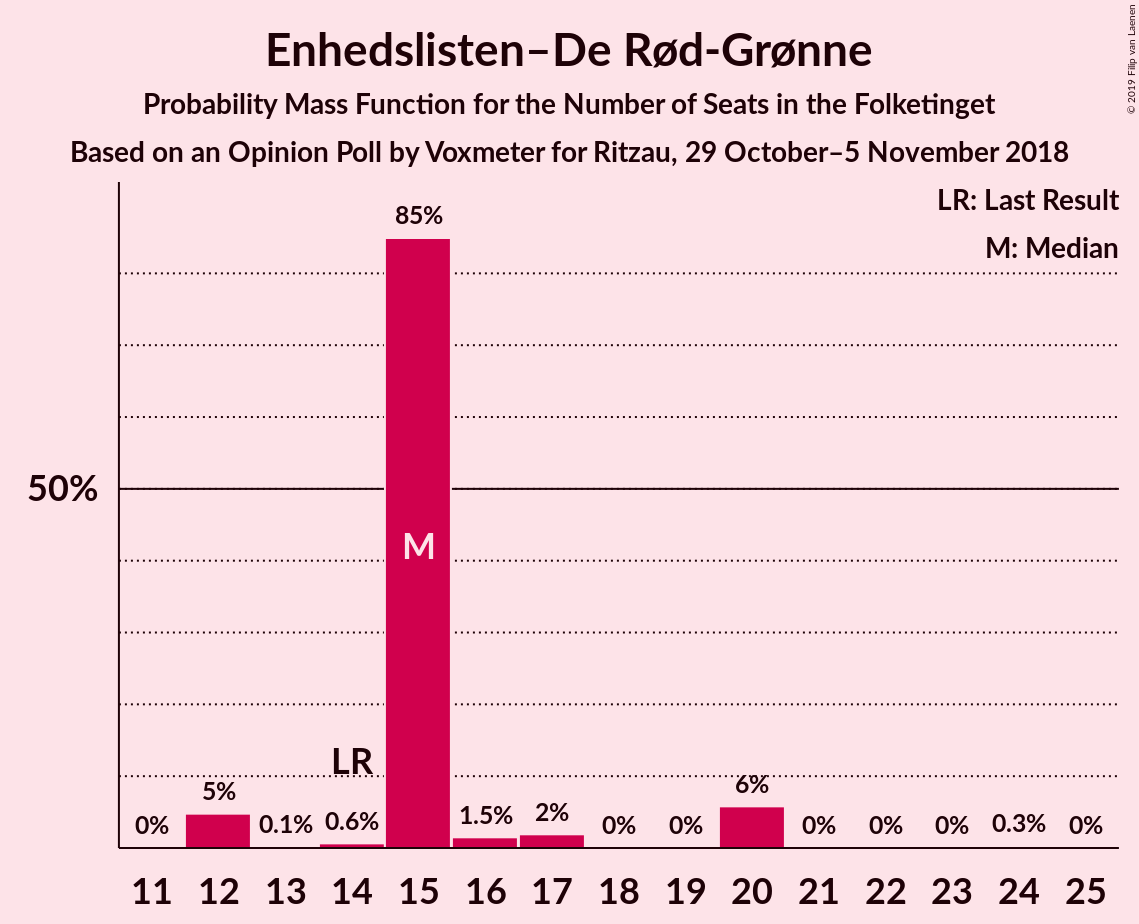 Enhedslisten–De Rød-Grønne
Probability Mass Function for the Number of Seats in the Folketinget
Based on an Opinion Poll by Voxmeter for Ritzau, 29 October–5 November 2018
© 2019 Filip van Laenen
LR: Last Result
M: Median
50%
0%
5%
0.1%
0.6%
85%
1.5%
2%
0%
0%
6%
0%
0%
0%
0.3%
0%
LR
M
11 12 13 14 15 16 17 18 19 20 21 22 23 24 25